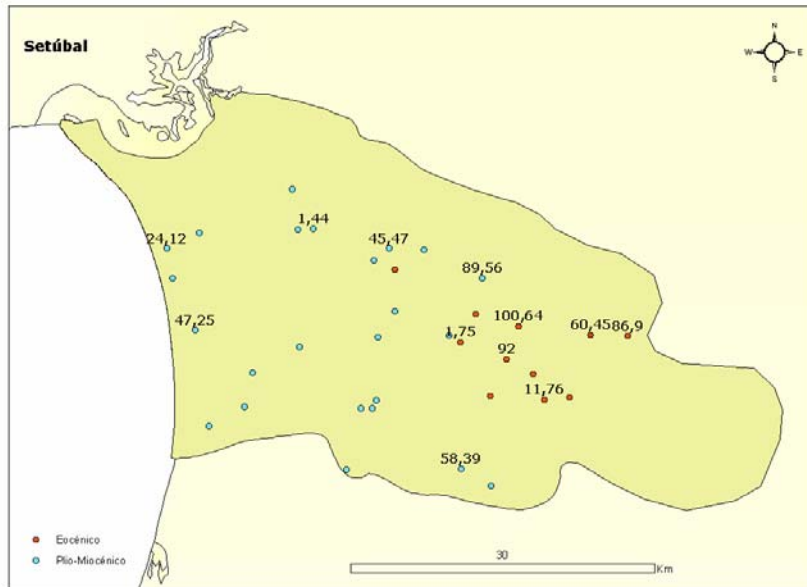 Setúbal
N
W E
S
1,44
24,12
45,47
89,56
47,25
100,64
1,75
60,45
86,9
92
11,76
58,39
Eocénico
Plio-Miocénico
30
Km